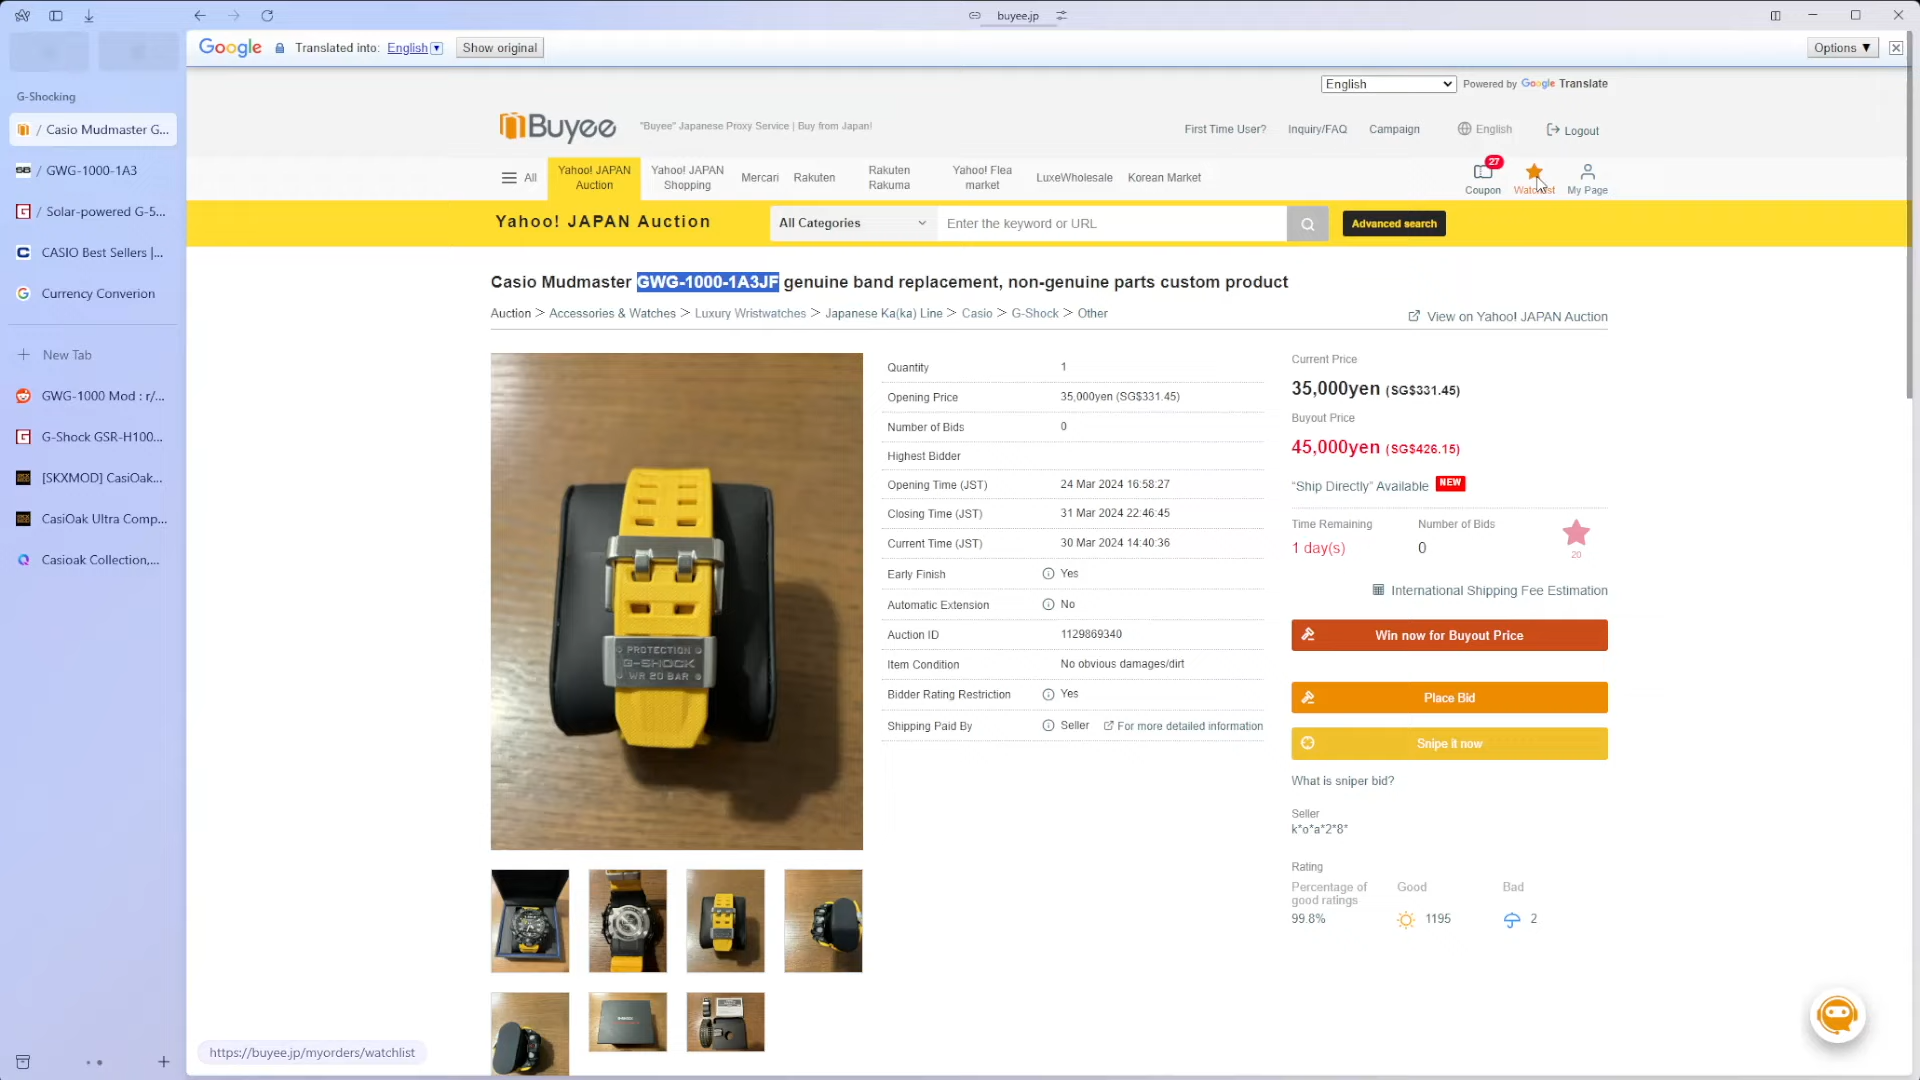 buyee.jp
Google Translated into: English Show original Options ▼
G-Shocking
/ Casio Mudmaster G...
/ GWG-1000-1A3
/ Solar-powered G-5...
CASIO Best Sellers |...
Currency Converion
New Tab
GWG-1000 Mod : r/...
G-Shock GSR-H100...
[SKXMOD] CasiOak...
CasiOak Ultra Comp...
Casioak Collection,...
English Powered by Google Translate
Buyee "Buyee" Japanese Proxy Service | Buy from Japan!
First Time User? Inquiry/FAQ Campaign English Logout
All
Yahoo! JAPAN
Auction
Yahoo! JAPAN
Shopping
Mercari
Rakuten
Rakuten
Rakuma
Yahoo! Flea
market
LuxeWholesale
Korean Market
27
Coupon
Watchlist
My Page
Yahoo! JAPAN Auction All Categories Enter the keyword or URL Advanced search
Casio Mudmaster GWG-1000-1A3JF genuine band replacement, non-genuine parts custom product
Auction > Accessories & Watches > Luxury Wristwatches > Japanese Ka(ka) Line > Casio > G-Shock > Other
View on Yahoo! JAPAN Auction
PROTECTION
G-SHOCK
WR 20 BAR
Quantity 1
Opening Price 35,000yen (SG$331.45)
Number of Bids 0
Highest Bidder
Opening Time (JST) 24 Mar 2024 16:58:27
Closing Time (JST) 31 Mar 2024 22:46:45
Current Time (JST) 30 Mar 2024 14:40:36
Early Finish Yes
Automatic Extension No
Auction ID 1129869340
Item Condition No obvious damages/dirt
Bidder Rating Restriction Yes
Shipping Paid By Seller For more detailed information
Current Price
35,000yen (SG$331.45)
Buyout Price
45,000yen (SG$426.15)
"Ship Directly" Available NEW
Time Remaining Number of Bids
1 day(s) 0
20
International Shipping Fee Estimation
Win now for Buyout Price
Place Bid
Snipe it now
What is sniper bid?
Seller
k*o*a*2*8*
Rating
Percentage of
good ratings
Good Bad
99.8% 1195 2
https://buyee.jp/myorders/watchlist